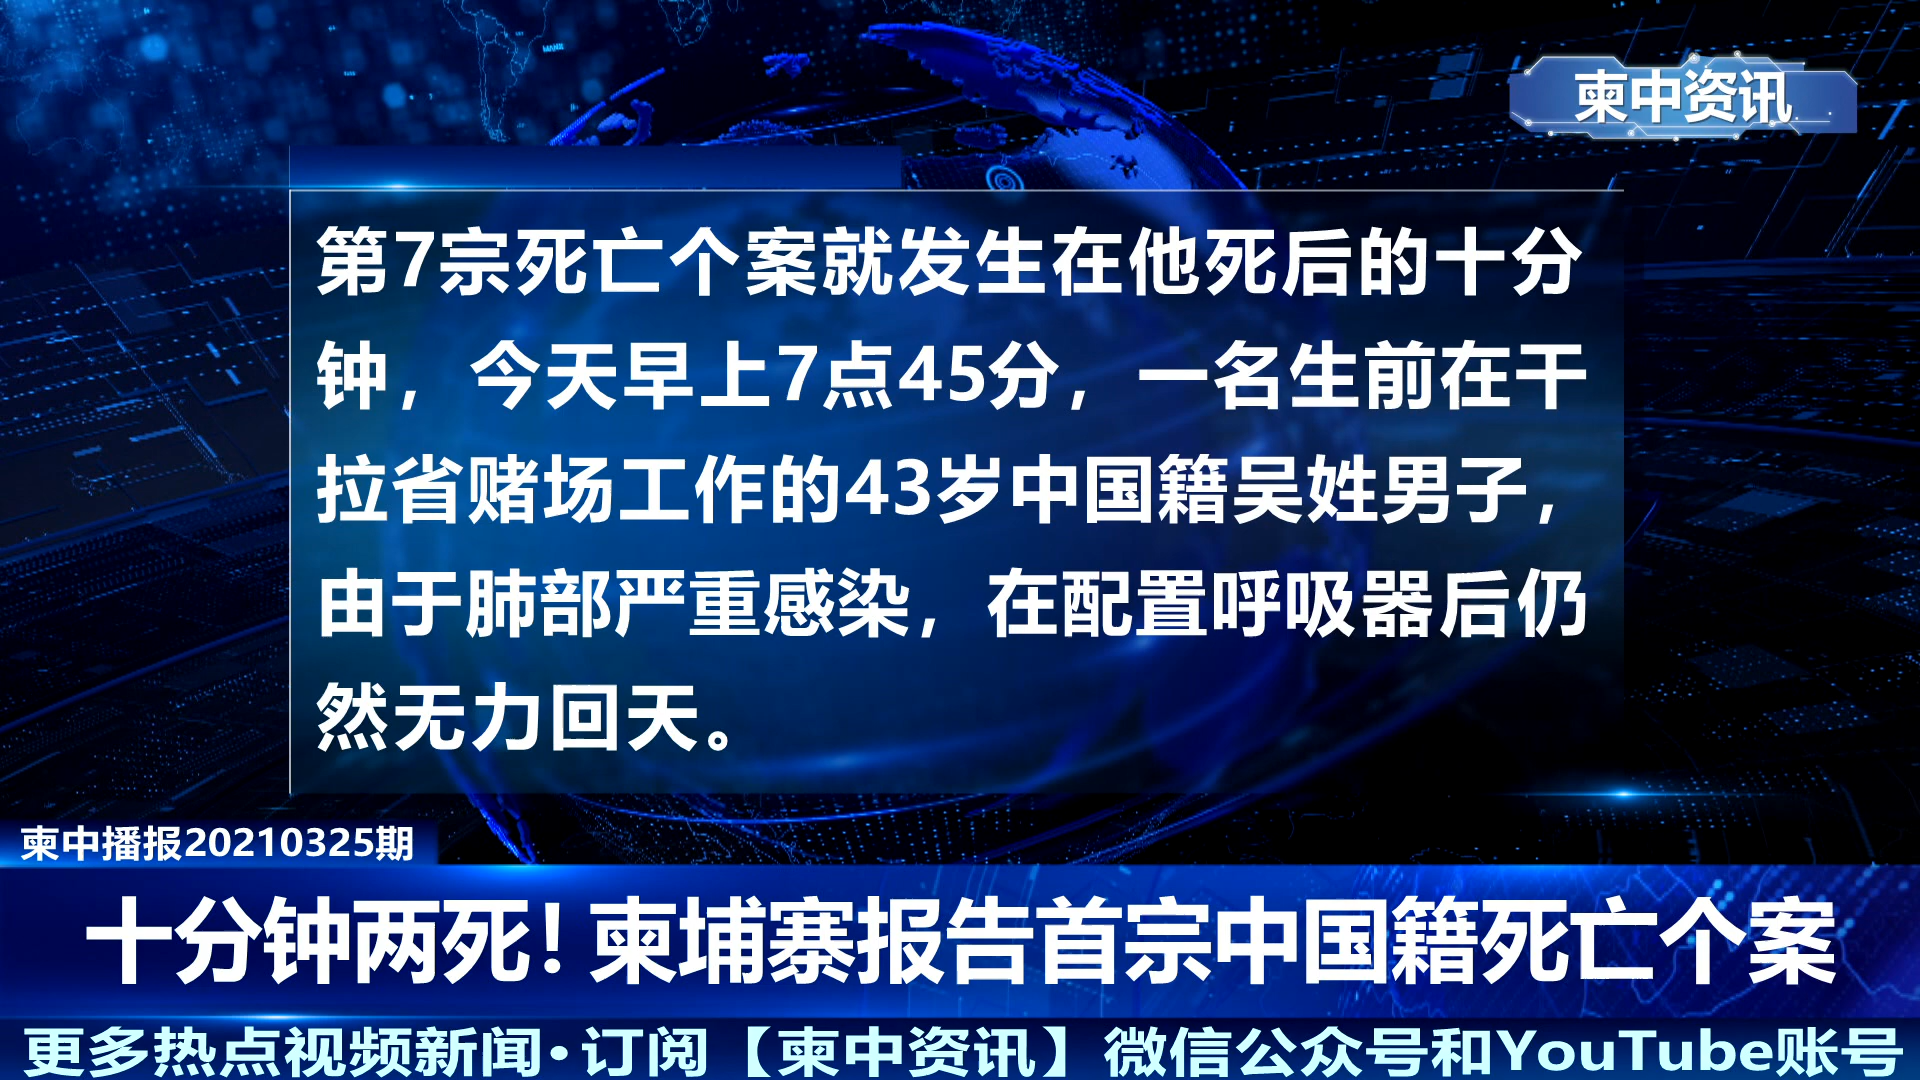 柬中资讯
第7宗死亡个案就发生在他死后的十分
钟，今天早上7点45分，一名生前在干
拉省赌场工作的43岁中国籍吴姓男子，
由于肺部严重感染，在配置呼吸器后仍
然无力回天。
柬中播报20210325期
十分钟两死！柬埔寨报告首宗中国籍死亡个案
更多热点视频新闻·订阅【柬中资讯】微信公众号和YouTube账号